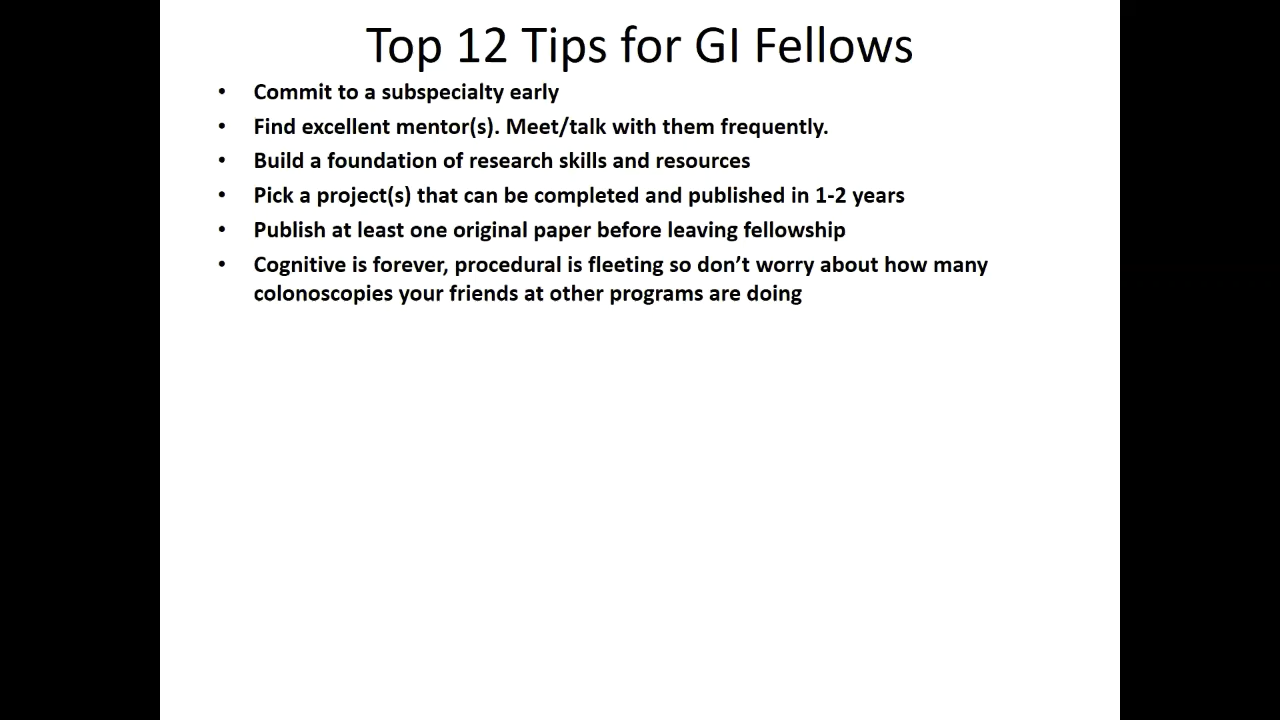 Top 12 Tips for GI Fellows
• Commit to a subspecialty early
• Find excellent mentor(s). Meet/talk with them frequently.
• Build a foundation of research skills and resources
• Pick a project(s) that can be completed and published in 1-2 years
• Publish at least one original paper before leaving fellowship
• Cognitive is forever, procedural is fleeting so don’t worry about how many
colonoscopies your friends at other programs are doing